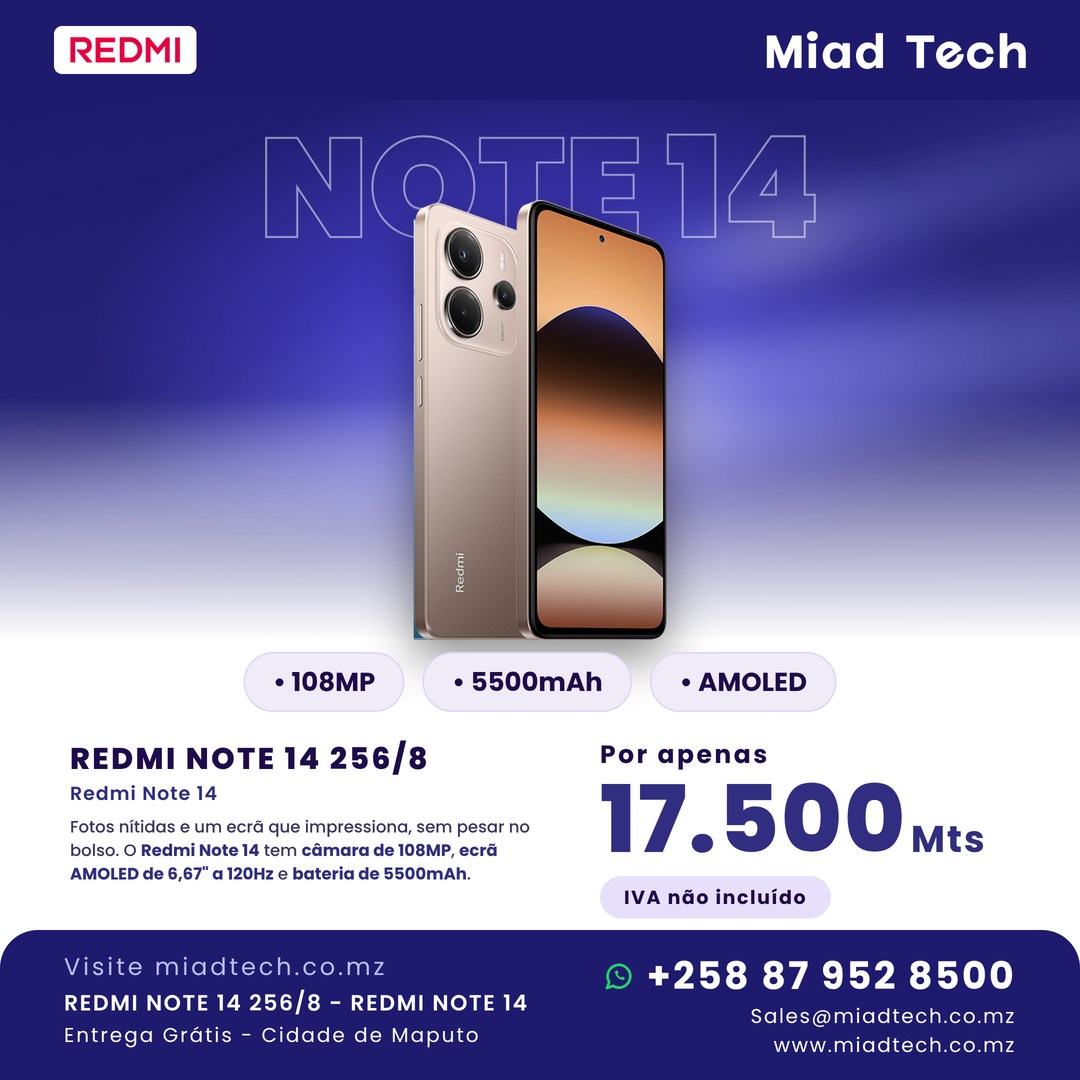 REDMI
Miad Tech
NOTE 14
Redmi
• 108MP
• 5500mAh
• AMOLED
REDMI NOTE 14 256/8
Redmi Note 14
Fotos nítidas e um ecrã que impressiona, sem pesar no
bolso. O Redmi Note 14 tem câmara de 108MP, ecrã
AMOLED de 6,67" a 120Hz e bateria de 5500mAh.
Por apenas
17.500 Mts
IVA não incluído
Visite miadtech.co.mz
REDMI NOTE 14 256/8 - REDMI NOTE 14
Entrega Grátis - Cidade de Maputo
+258 87 952 8500
Sales@miadtech.co.mz
www.miadtech.co.mz